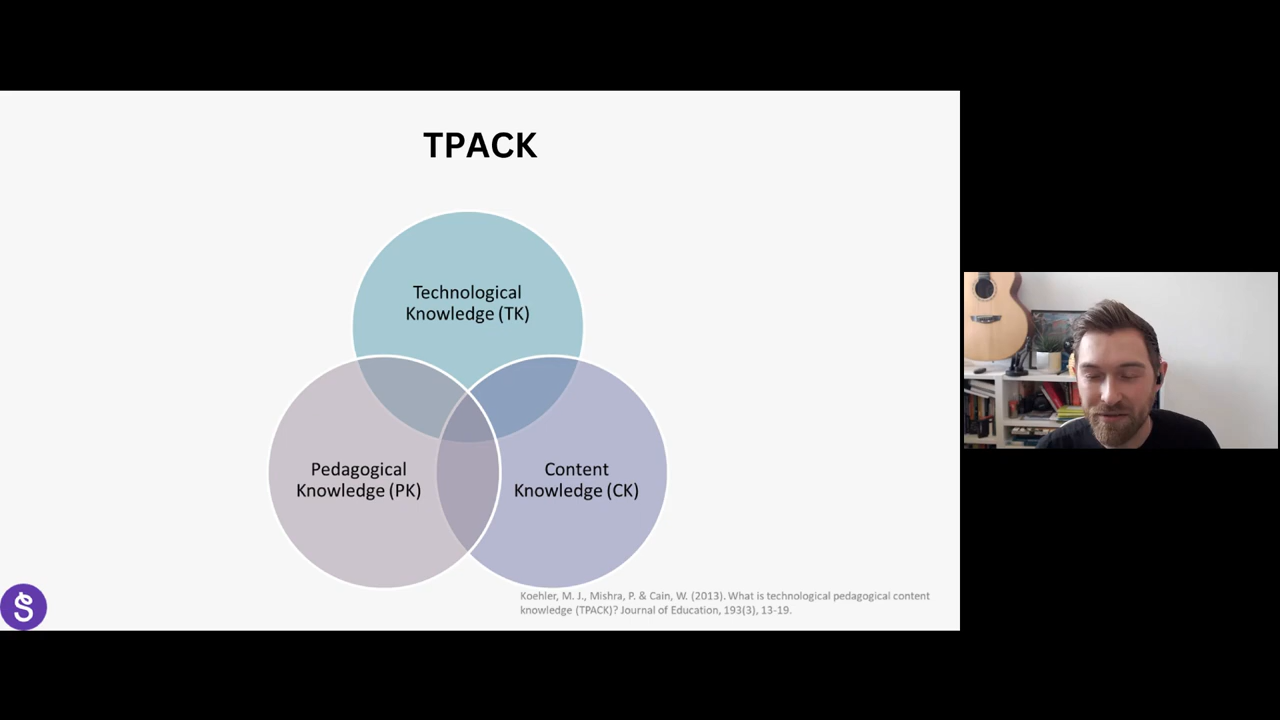 TPACK
Technological
Knowledge (TK)
Pedagogical
Knowledge (PK)
Content
Knowledge (CK)
Koehler, M. J., Mishra, P. & Cain, W. (2013). What is technological pedagogical content
knowledge (TPACK)? Journal of Education, 193(3), 13-19.